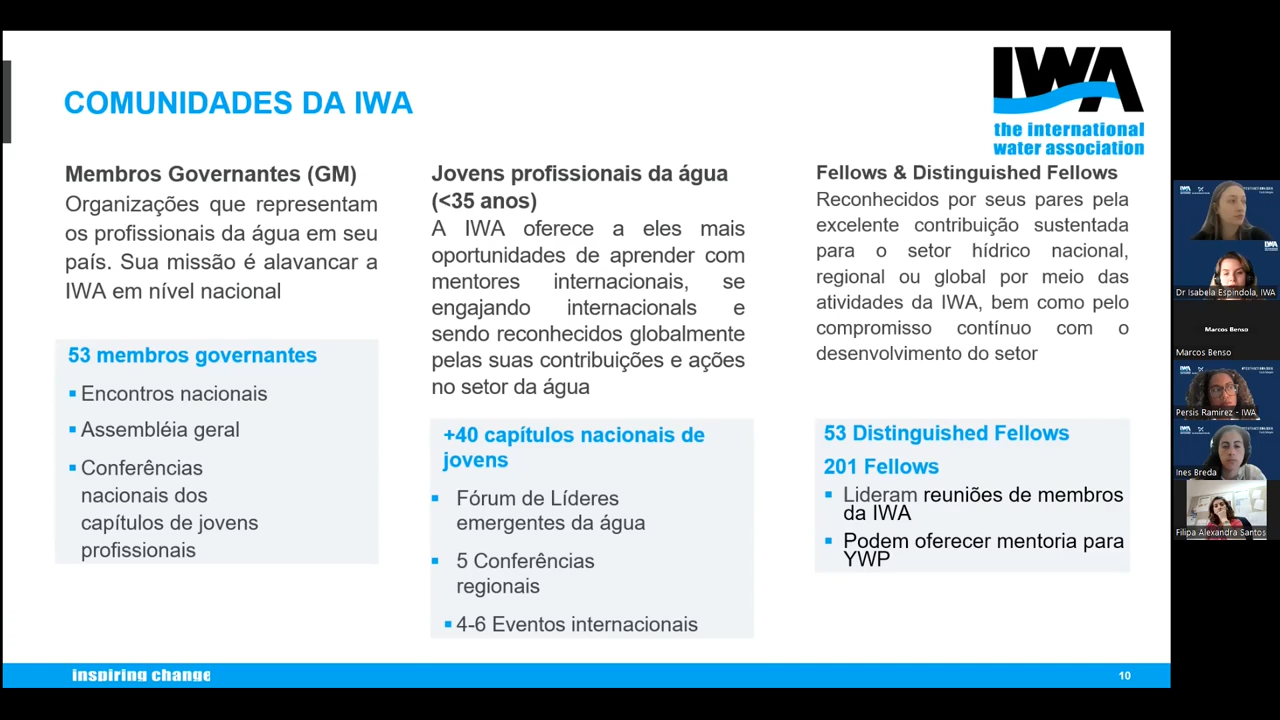 COMUNIDADES DA IWA
IWA
the international
water association
Membros Governantes (GM)
Organizações que representam
os profissionais da água em seu
país. Sua missão é alavancar a
IWA em nível nacional
53 membros governantes
Encontros nacionais
Assembléia geral
Conferências
nacionais dos
capítulos de jovens
profissionais
Jovens profissionais da água
(<35 anos)
A IWA oferece a eles mais
oportunidades de aprender com
mentores internacionais, se
engajando internacionals e
sendo reconhecidos globalmente
pelas suas contribuições e ações
no setor da água
+40 capítulos nacionais de
jovens
Fórum de Líderes
emergentes da água
5 Conferências
regionais
4-6 Eventos internacionais
Fellows & Distinguished Fellows
Reconhecidos por seus pares pela
excelente contribuição sustentada
para o setor hídrico nacional,
regional ou global por meio das
atividades da IWA, bem como pelo
compromisso contínuo com o
desenvolvimento do setor
53 Distinguished Fellows
201 Fellows
Lideram reuniões de membros
da IWA
Podem oferecer mentoria para
YWP
inspiring change
10
Dr Isabela Espindola, IWA
Marcos Benso
Marcos Benso
Persis Ramirez - IWA
Ines Breda
Filipa Alexandra Santos